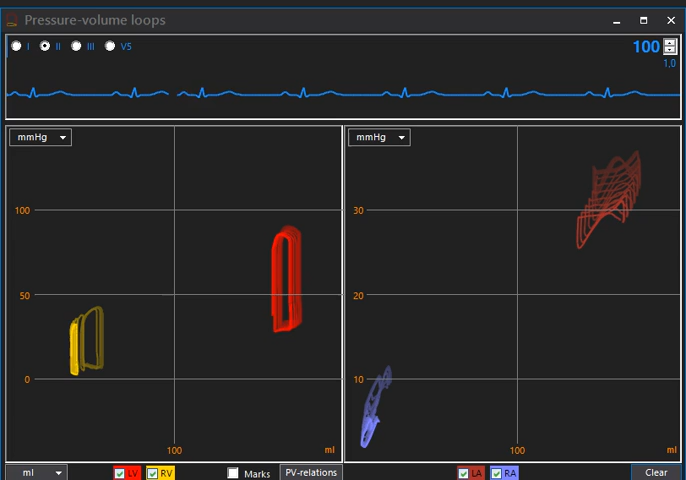 Pressure-volume loops
I II III V5 100
1,0
mmHg mmHg
100 30
50 20
0 10
100 ml 100 ml
ml LV RV Marks PV-relations LA RA Clear